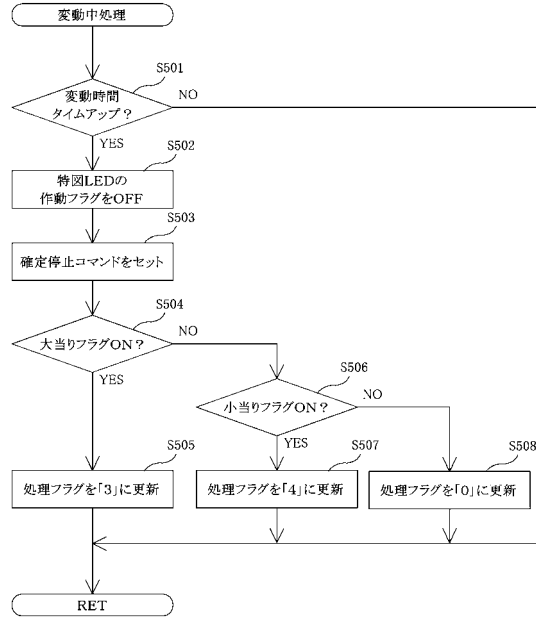 変動中処理
S501
変動時間
タイムアップ?
NO
YES
S502
特図LEDの
作動フラグをOFF
S503
確定停止コマンドをセット
S504
大当りフラグON?
NO
YES
S506
小当りフラグON?
NO
YES
S505
処理フラグを「3」に更新
S507
処理フラグを「4」に更新
S508
処理フラグを「0」に更新
RET